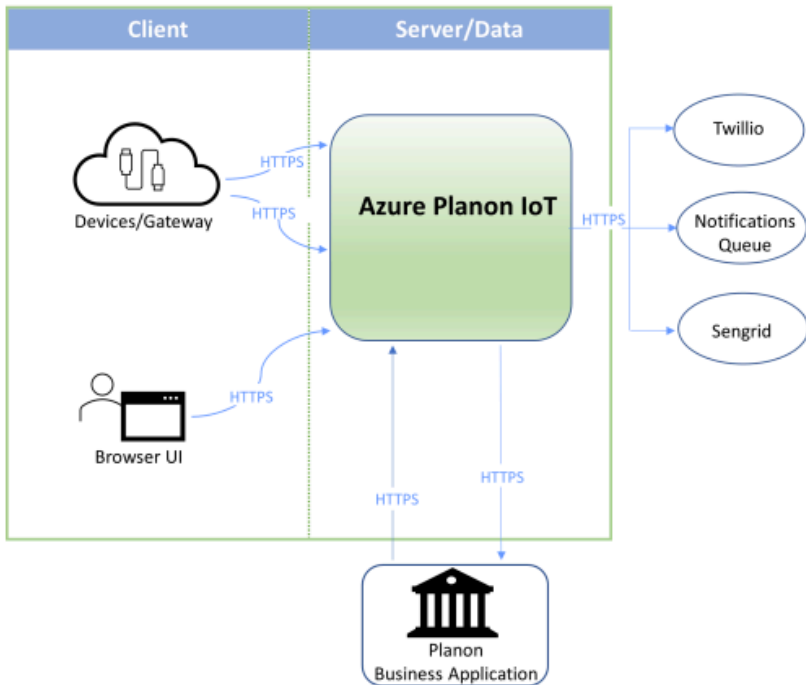 Client
Server/Data
Devices/Gateway
HTTPS
HTTPS
Azure Planon IoT
HTTPS
Twillio
Notifications
Queue
Sengrid
Browser UI
HTTPS
HTTPS
HTTPS
Planon
Business Application